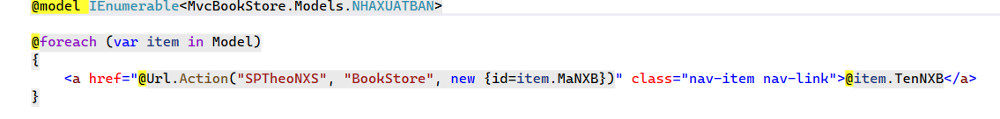 @model IEnumerable<MvcBookStore.Models.NHAXUATBAN>
@foreach (var item in Model)
{
<a href="@Url.Action("SPTheoNXS", "BookStore", new {id=item.MaNXB})" class="nav-item nav-link">@item.TenNXB</a>
}